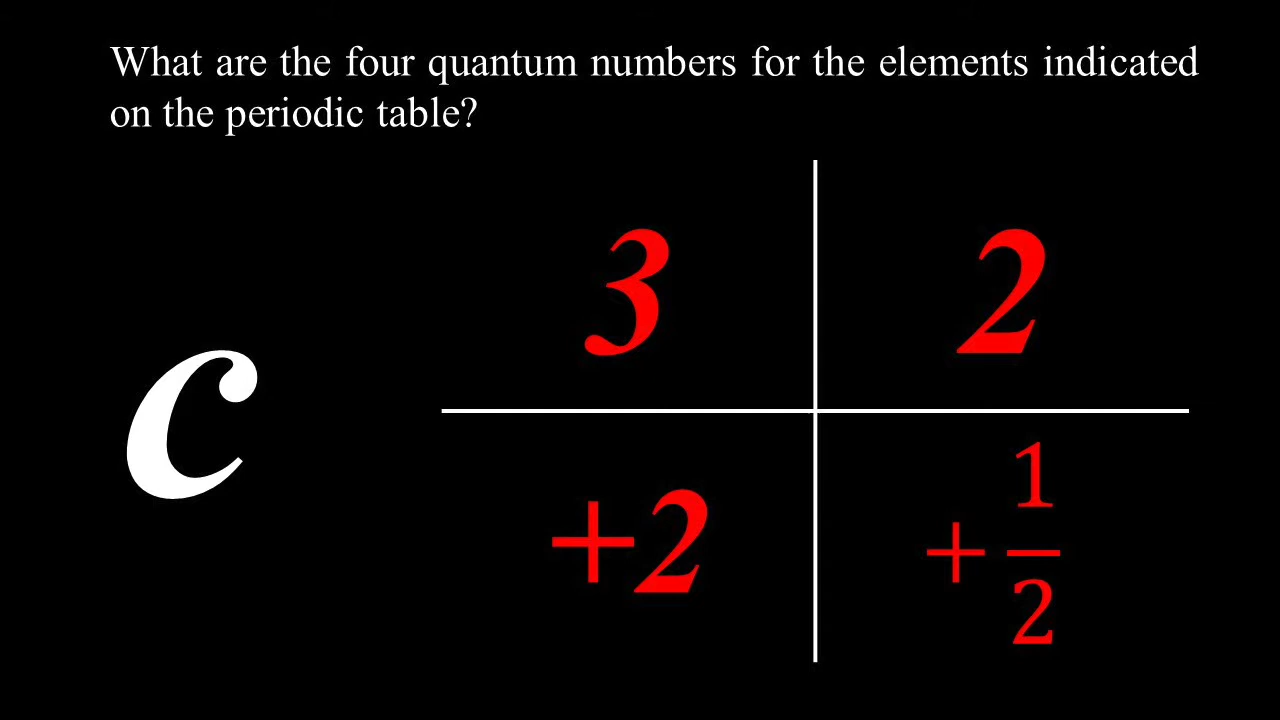 What are the four quantum numbers for the elements indicated
on the periodic table?
c
3 2
+2 +1/2